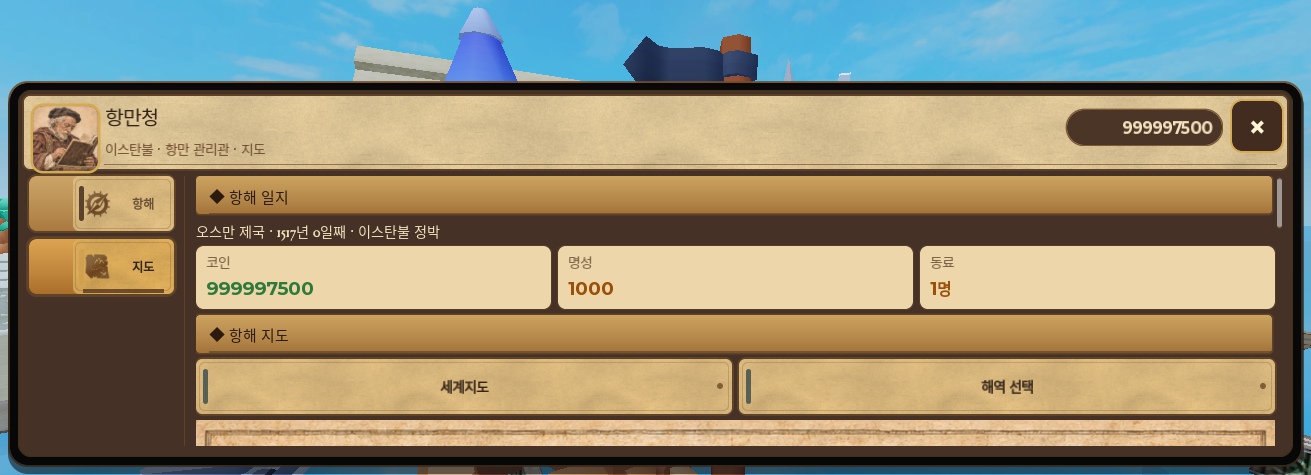 항만청
이스탄불 · 항만 관리관 · 지도
999997500
×
항해
지도
◆ 항해 일지
오스만 제국 · 1517년 0일째 · 이스탄불 정박
코인
999997500
명성
1000
동료
1명
◆ 항해 지도
세계지도
해역 선택